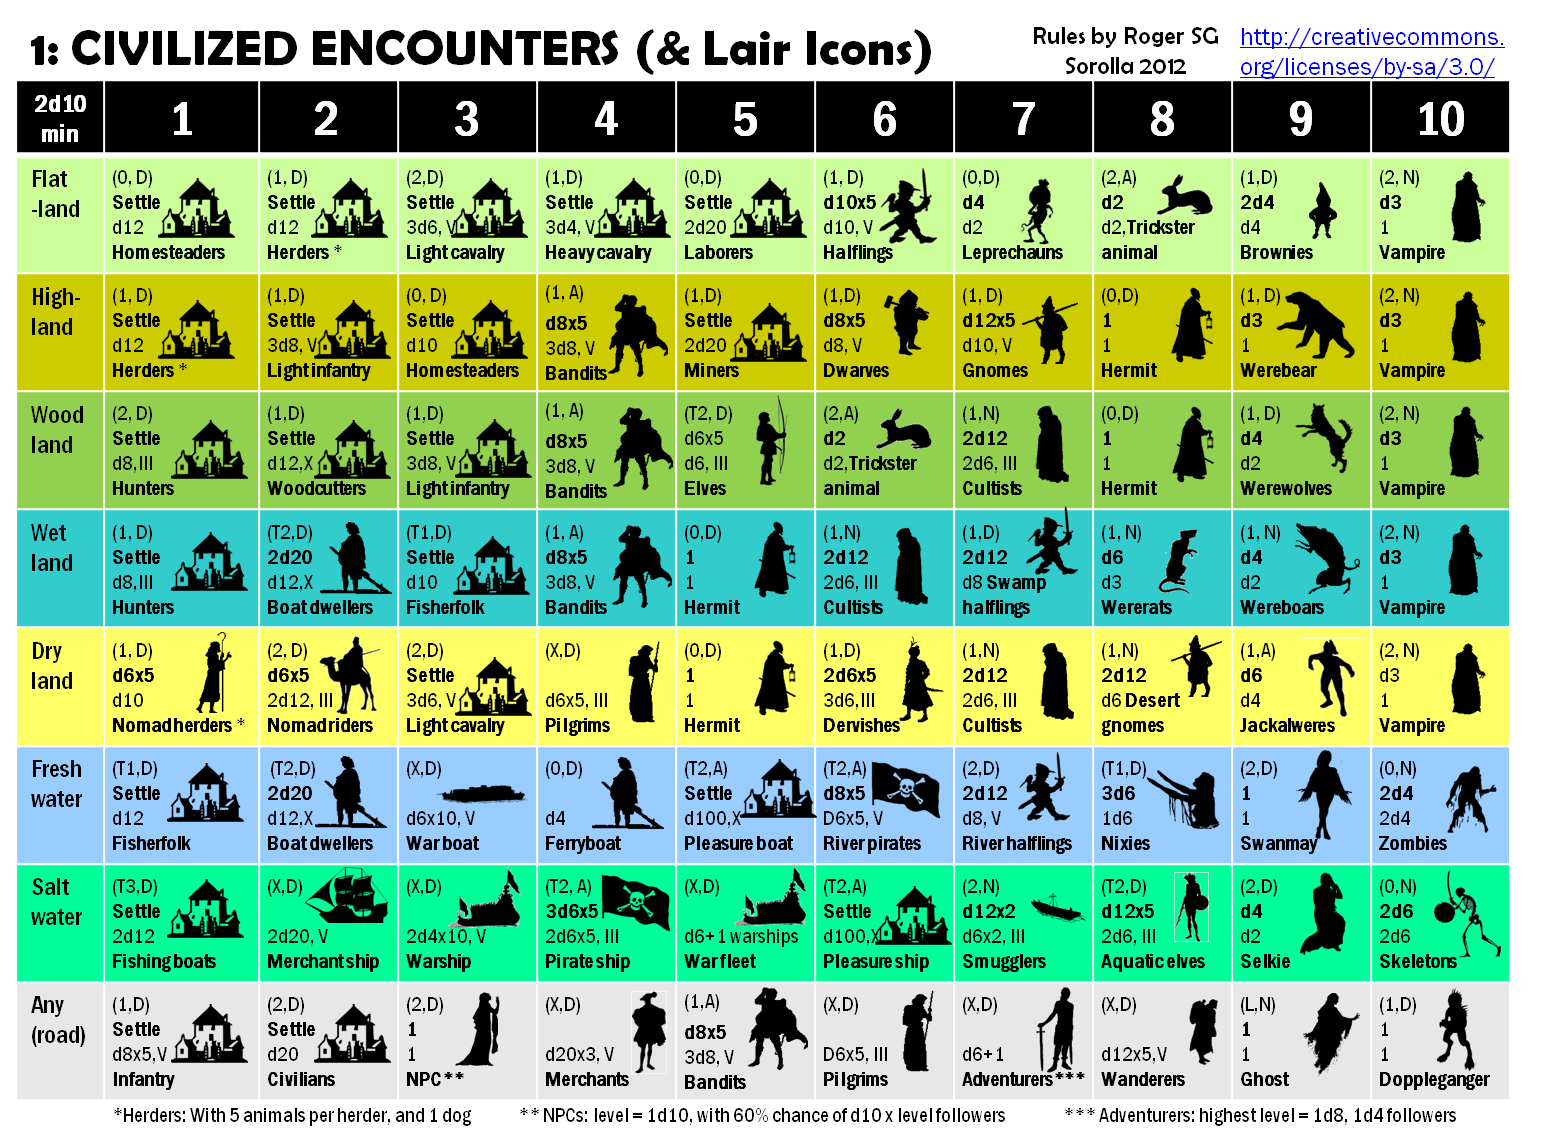 1: CIVILIZED ENCOUNTERS (& Lair Icons)
Rules by Roger SG
Sorolla 2012
http://creativecommons.
org/licenses/by-sa/3.0/
2d10
min
1
2
3
4
5
6
7
8
9
10
Flat
-land
(0, D)
Settle
d12
Homesteaders
(1, D)
Settle
d12
Herders *
(2,D)
Settle
3d6, V
Light cavalry
(1,D)
Settle
3d4, V
Heavy cavalry
(0,D)
Settle
2d20
Laborers
(1, D)
d10x5
d10, V
Halflings
(0,D)
d4
d2
Leprechauns
(2,A)
d2
d2,Trickster
animal
(1,D)
2d4
d4
Brownies
(2, N)
d3
1
Vampire
High-
land
(1, D)
Settle
d12
Herders *
(1,D)
Settle
3d8, V
Light infantry
(0, D)
Settle
d10
Homesteaders
(1, A)
d8x5
3d8, V
Bandits
(1,D)
Settle
2d20
Miners
(1,D)
d8x5
d8, V
Dwarves
(1, D)
d12x5
d10, V
Gnomes
(0,D)
1
1
Hermit
(1, D)
d3
1
Werebear
(2, N)
d3
1
Vampire
Wood
land
(2, D)
Settle
d8,III
Hunters
(1,D)
Settle
d12,X
Woodcutters
(1,D)
Settle
3d8, V
Light infantry
(1, A)
d8x5
3d8, V
Bandits
(T2, D)
d6x5
d6, III
Elves
(2,A)
d2
d2,Trickster
animal
(1,N)
2d12
2d6, III
Cultists
(0,D)
1
1
Hermit
(1, D)
d4
d2
Werewolves
(2, N)
d3
1
Vampire
Wet
land
(1, D)
Settle
d8,III
Hunters
(T2,D)
2d20
d12,X
Boat dwellers
(T1,D)
Settle
d10
Fisherfolk
(1, A)
d8x5
3d8, V
Bandits
(0,D)
1
1
Hermit
(1,N)
2d12
2d6, III
Cultists
(1,D)
2d12
d8 Swamp
halflings
(1, N)
d6
d3
Wererats
(1, N)
d4
d2
Wereboars
(2, N)
d3
1
Vampire
Dry
land
(1, D)
d6x5
d10
Nomad herders *
(2, D)
d6x5
2d12, III
Nomad riders
(2,D)
Settle
3d6, V
Light cavalry
(X,D)
d6x5, III
Pilgrims
(0,D)
1
1
Hermit
(1,D)
2d6x5
3d6,III
Dervishes
(1,N)
2d12
2d6, III
Cultists
(1,N)
2d12
d6 Desert
gnomes
(1,A)
d6
d4
Jackalweres
(2, N)
d3
1
Vampire
Fresh
water
(T1,D)
Settle
d12
Fisherfolk
(T2,D)
2d20
d12,X
Boat dwellers
(X,D)
d6x10, V
War boat
(0,D)
d4
Ferryboat
(T2,A)
Settle
d100,X
Pleasure boat
(T2,A)
d8x5
D6x5, V
River pirates
(2,D)
2d12
d8, V
River halflings
(T1,D)
3d6
1d6
Nixies
(2,D)
1
1
Swanmay
(0,N)
2d4
2d4
Zombies
Salt
water
(T3,D)
Settle
2d12
Fishing boats
(X,D)
2d20, V
Merchant ship
(X,D)
2d4x10, V
Warship
(T2, A)
3d6x5
2d6x5, III
Pirate ship
(X,D)
d6+1 warships
War fleet
(T2,A)
Settle
d100,X
Pleasure ship
(2,N)
d12x2
d6x2, III
Smugglers
(T2,D)
d12x5
2d6, III
Aquatic elves
(2,D)
d4
d2
Selkie
(0,N)
2d6
2d6
Skeletons
Any
(road)
(1,D)
Settle
d8x5,V
Infantry
(2,D)
Settle
d20
Civilians
(2,D)
1
1
NPC**
(X,D)
d20x3, V
Merchants
(1,A)
d8x5
3d8, V
Bandits
(X,D)
D6x5, III
Pilgrims
(X,D)
d6+1
Adventurers***
(X,D)
d12x5,V
Wanderers
(L,N)
1
1
Ghost
(1,D)
1
1
Doppleganger
*Herders: With 5 animals per herder, and 1 dog
** NPCs: level = 1d10, with 60% chance of d10 x level followers
*** Adventurers: highest level = 1d8, 1d4 followers